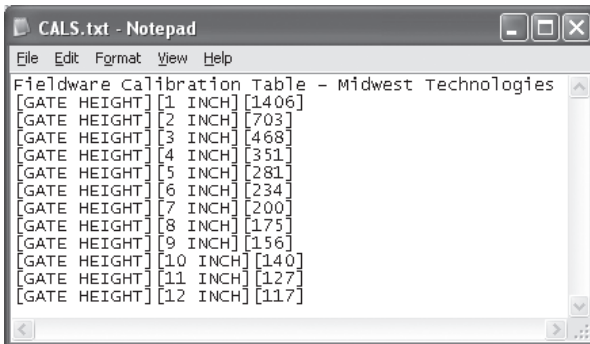 CALS.txt - Notepad
File Edit Format View Help
Fieldware Calibration Table – Midwest Technologies
[GATE HEIGHT][1 INCH][1406]
[GATE HEIGHT][2 INCH][703]
[GATE HEIGHT][3 INCH][468]
[GATE HEIGHT][4 INCH][351]
[GATE HEIGHT][5 INCH][281]
[GATE HEIGHT][6 INCH][234]
[GATE HEIGHT][7 INCH][200]
[GATE HEIGHT][8 INCH][175]
[GATE HEIGHT][9 INCH][156]
[GATE HEIGHT][10 INCH][140]
[GATE HEIGHT][11 INCH][127]
[GATE HEIGHT][12 INCH][117]